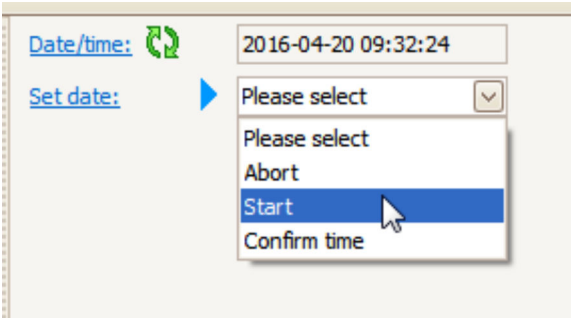 Date/time: 2016-04-20 09:32:24
Set date: Please select
Please select
Abort
Start
Confirm time